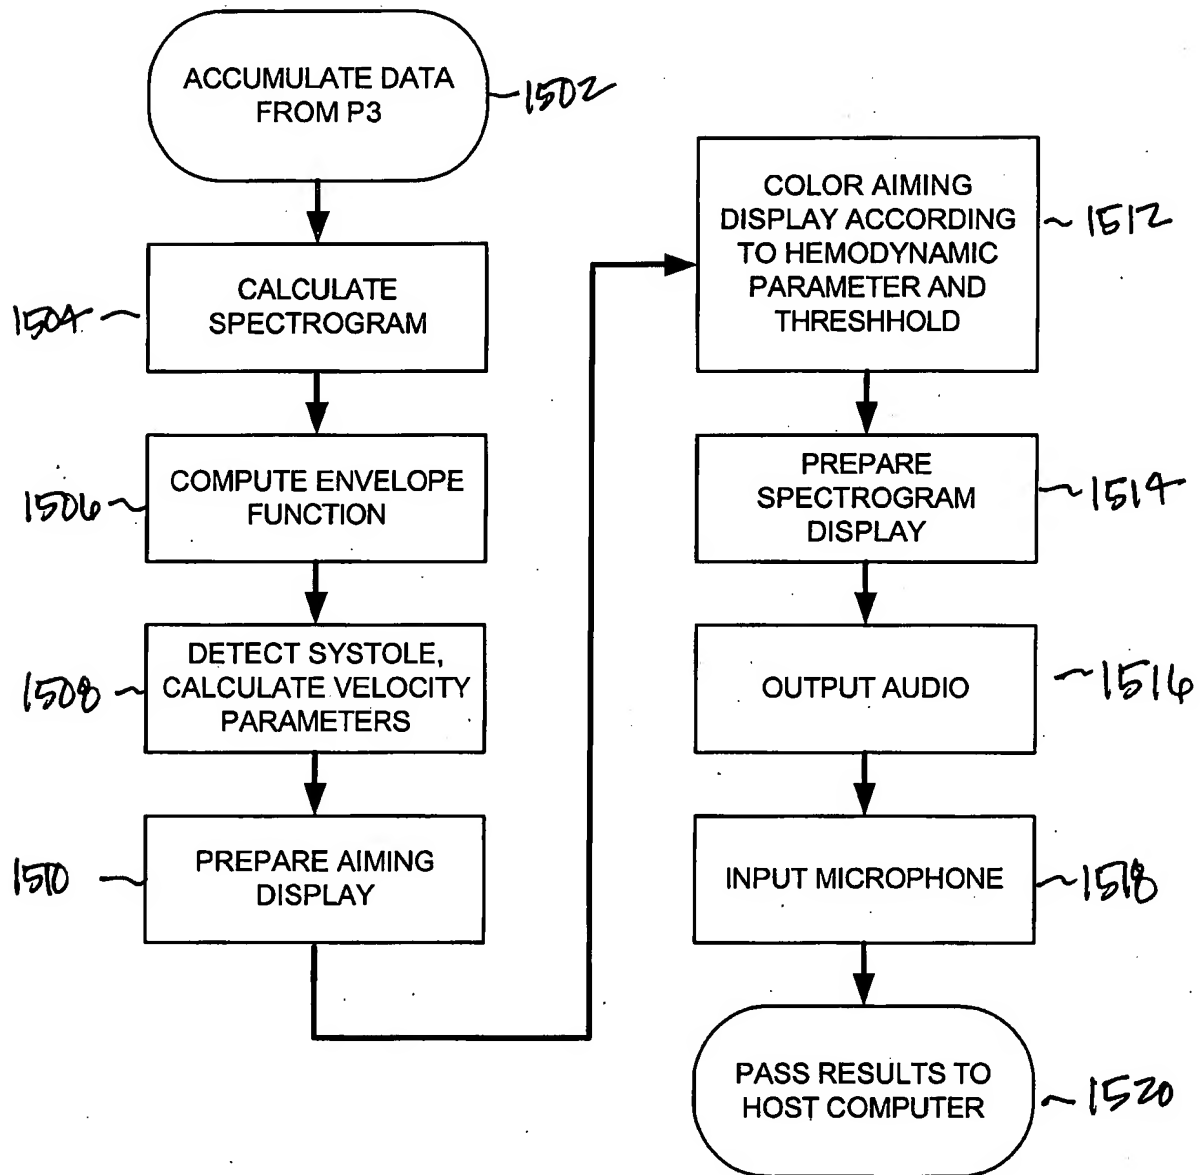 ACCUMULATE DATA
FROM P3
1502
CALCULATE
SPECTROGRAM
1504
COMPUTE ENVELOPE
FUNCTION
1506
DETECT SYSTOLE,
CALCULATE VELOCITY
PARAMETERS
1508
PREPARE AIMING
DISPLAY
1510
COLOR AIMING
DISPLAY ACCORDING
TO HEMODYNAMIC
PARAMETER AND
THRESHHOLD
1512
PREPARE
SPECTROGRAM
DISPLAY
1514
OUTPUT AUDIO
1516
INPUT MICROPHONE
1518
PASS RESULTS TO
HOST COMPUTER
1520